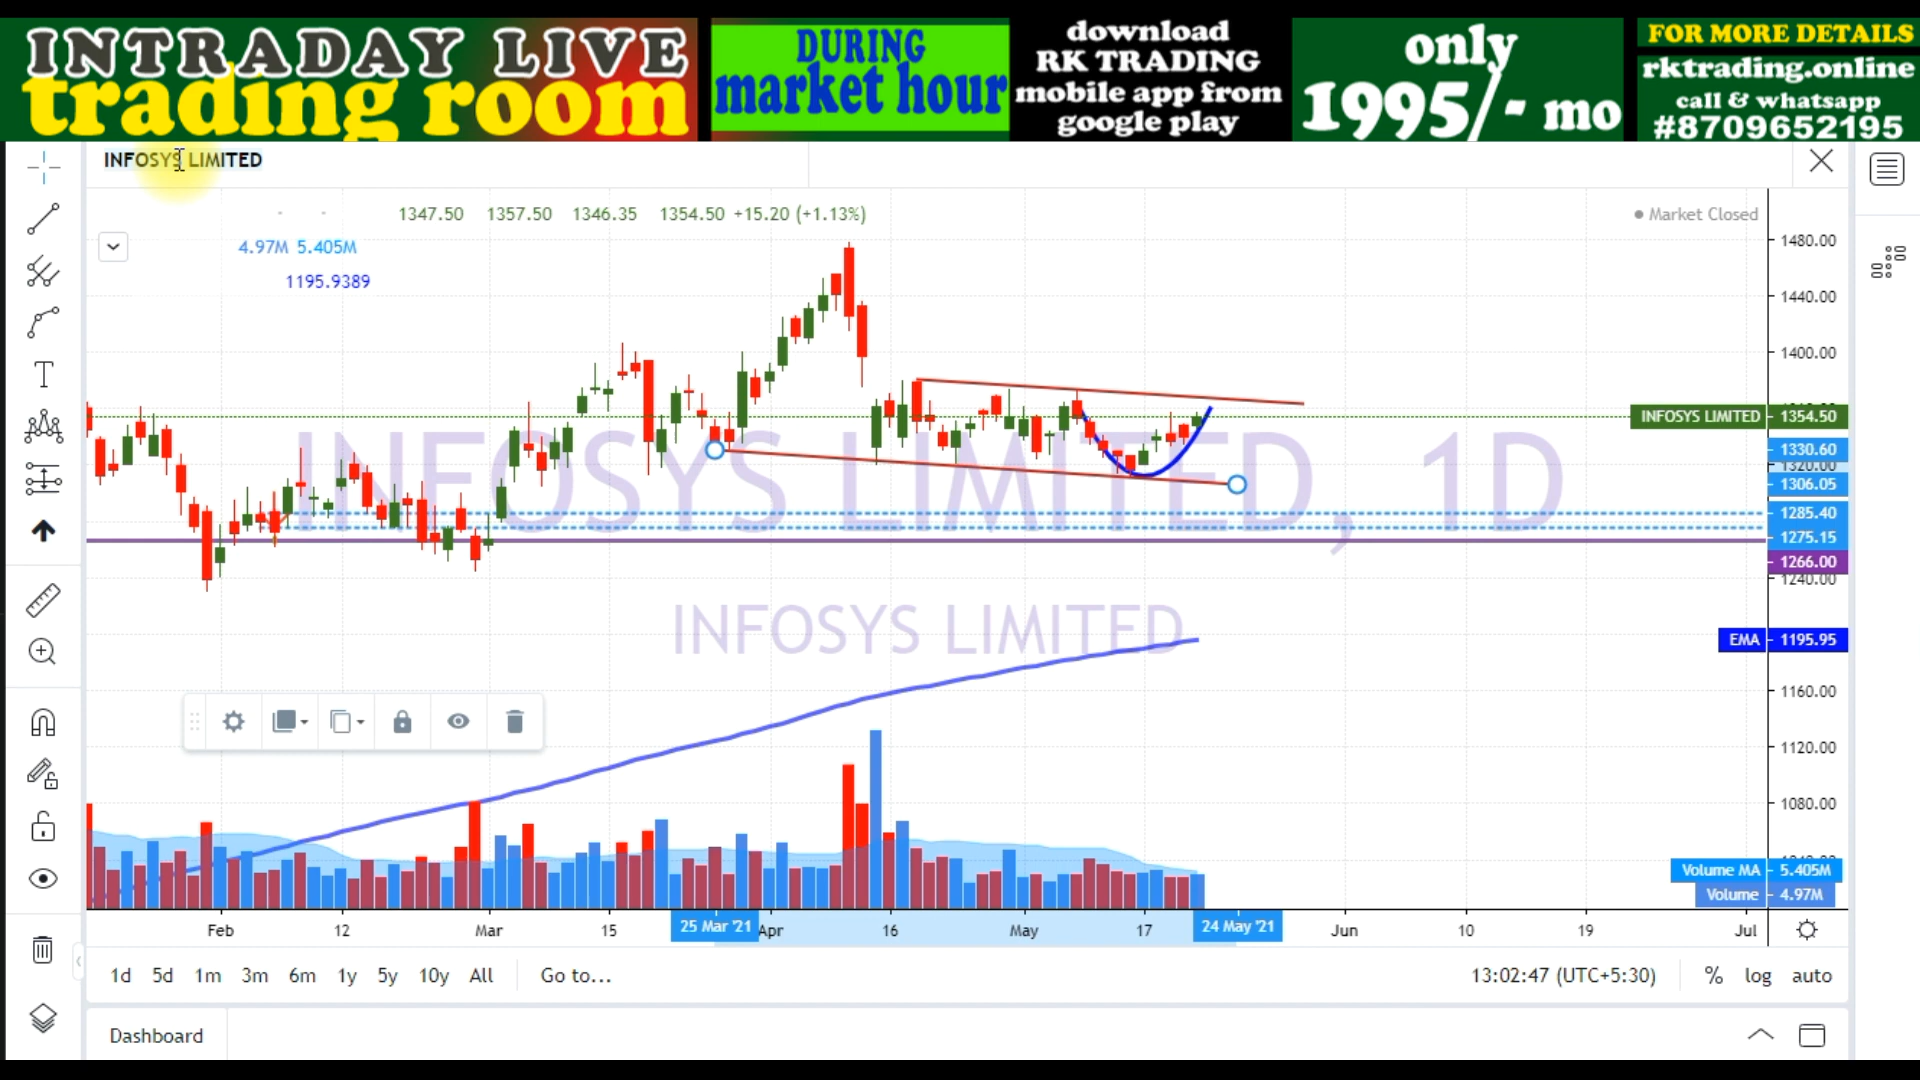 INTRADAY LIVE
trading room
DURING
market hour
download
RK TRADING
mobile app from
google play
only
1995/- mo
FOR MORE DETAILS
rktrading.online
call & whatsapp
#8709652195
INFOSYS LIMITED
1347.50 1357.50 1346.35 1354.50 +15.20 (+1.13%)
Market Closed
4.97M 5.405M
1195.9389
1480.00
1440.00
1400.00
INFOSYS LIMITED 1354.50
1330.60
1320.00
1306.05
1285.40
1275.15
1266.00
1240.00
EMA 1195.95
1160.00
1120.00
1080.00
Volume MA 5.405M
Volume 4.97M
INFOSYS LIMITED, 1D
INFOSYS LIMITED
Feb 12 Mar 15 25 Mar '21 Apr 16 May 17 24 May '21 Jun 10 19 Jul
1d 5d 1m 3m 6m 1y 5y 10y All Go to... 13:02:47 (UTC+5:30) % log auto
Dashboard